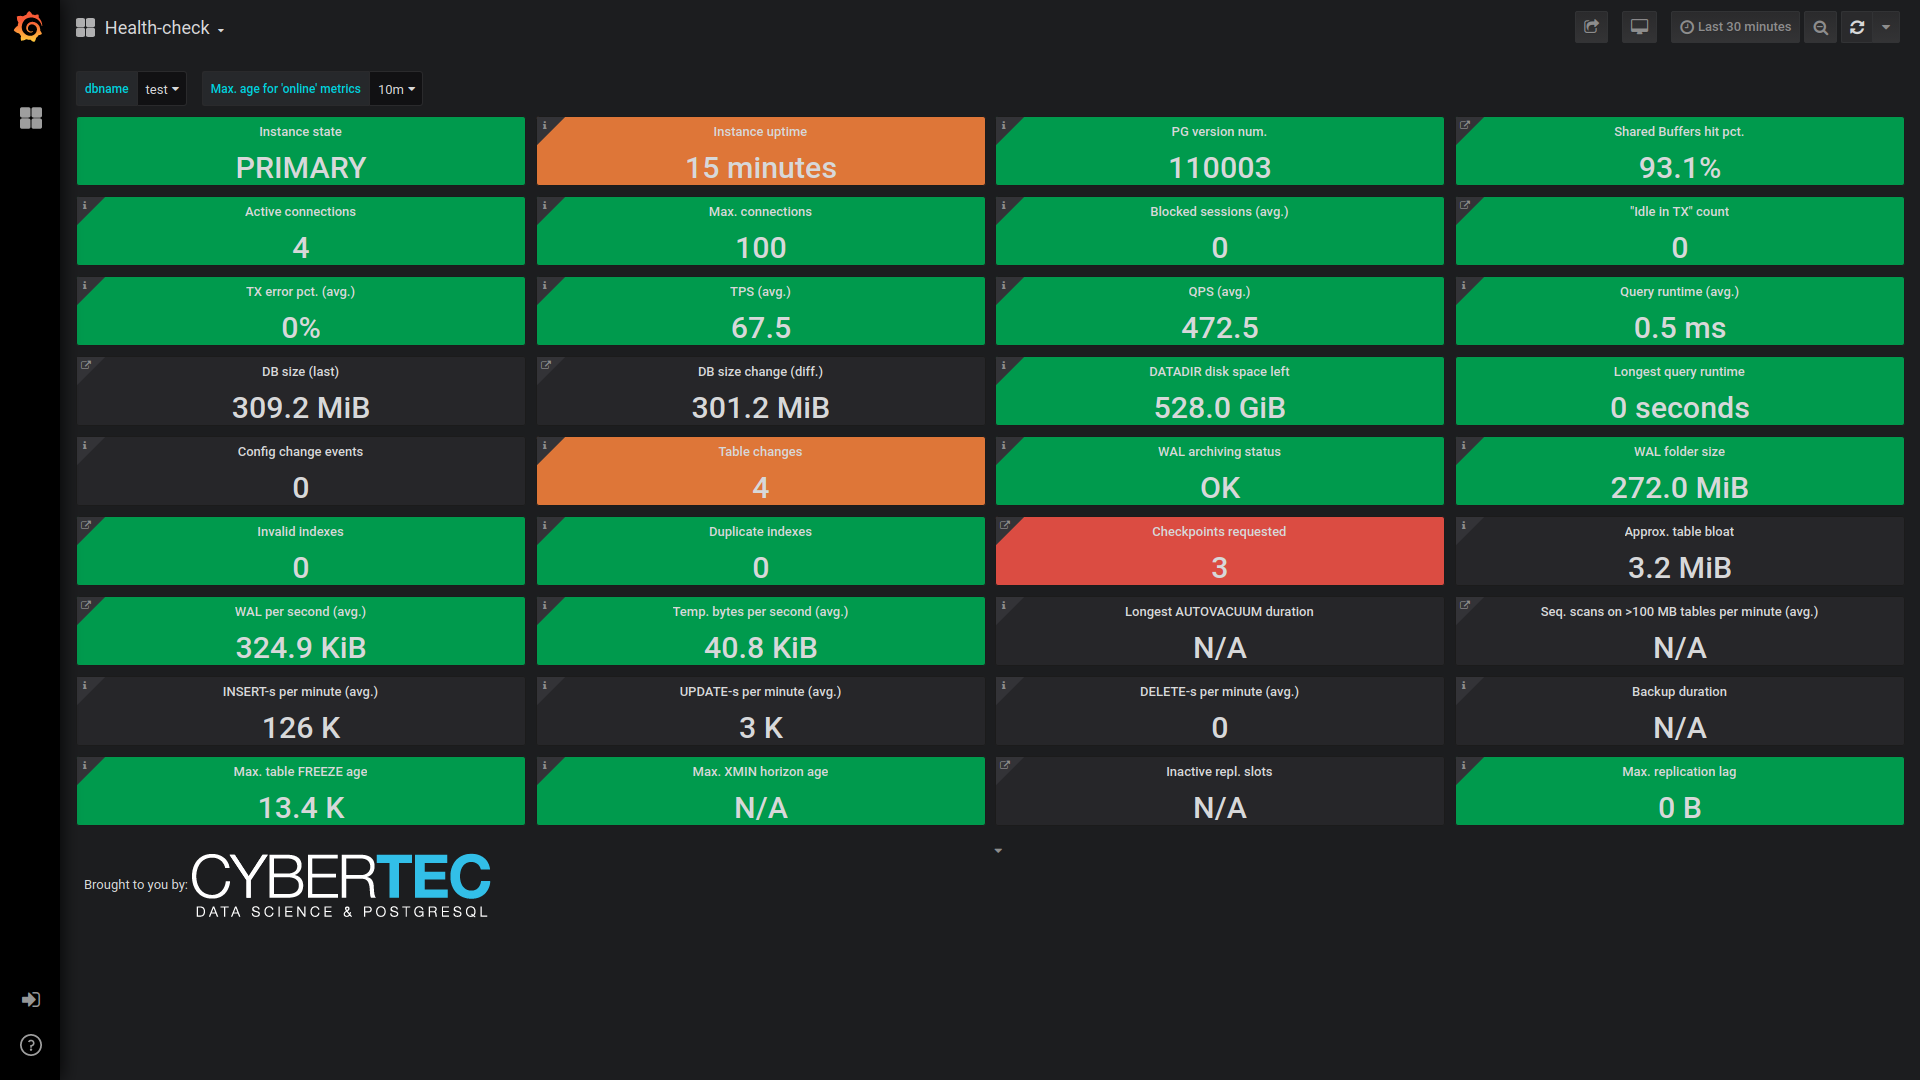 Health-check
Last 30 minutes
dbname test Max. age for 'online' metrics 10m
Instance state
PRIMARY
Instance uptime
15 minutes
PG version num.
110003
Shared Buffers hit pct.
93.1%
Active connections
4
Max. connections
100
Blocked sessions (avg.)
0
"Idle in TX" count
0
TX error pct. (avg.)
0%
TPS (avg.)
67.5
QPS (avg.)
472.5
Query runtime (avg.)
0.5 ms
DB size (last)
309.2 MiB
DB size change (diff.)
301.2 MiB
DATADIR disk space left
528.0 GiB
Longest query runtime
0 seconds
Config change events
0
Table changes
4
WAL archiving status
OK
WAL folder size
272.0 MiB
Invalid indexes
0
Duplicate indexes
0
Checkpoints requested
3
Approx. table bloat
3.2 MiB
WAL per second (avg.)
324.9 KiB
Temp. bytes per second (avg.)
40.8 KiB
Longest AUTOVACUUM duration
N/A
Seq. scans on >100 MB tables per minute (avg.)
N/A
INSERT-s per minute (avg.)
126 K
UPDATE-s per minute (avg.)
3 K
DELETE-s per minute (avg.)
0
Backup duration
N/A
Max. table FREEZE age
13.4 K
Max. XMIN horizon age
N/A
Inactive repl. slots
N/A
Max. replication lag
0 B
Brought to you by: CYBERTEC
DATA SCIENCE & POSTGRESQL